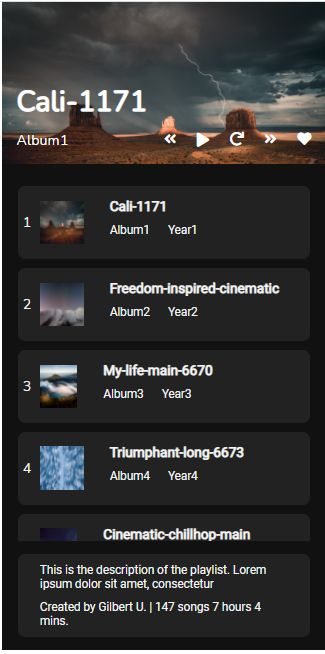 Cali-1171
Album1
1
Cali-1171
Album1 Year1
2
Freedom-inspired-cinematic
Album2 Year2
3
My-life-main-6670
Album3 Year3
4
Triumphant-long-6673
Album4 Year4
Cinematic-chillhop-main
This is the description of the playlist. Lorem
ipsum dolor sit amet, consectetur
Created by Gilbert U. | 147 songs 7 hours 4
mins.